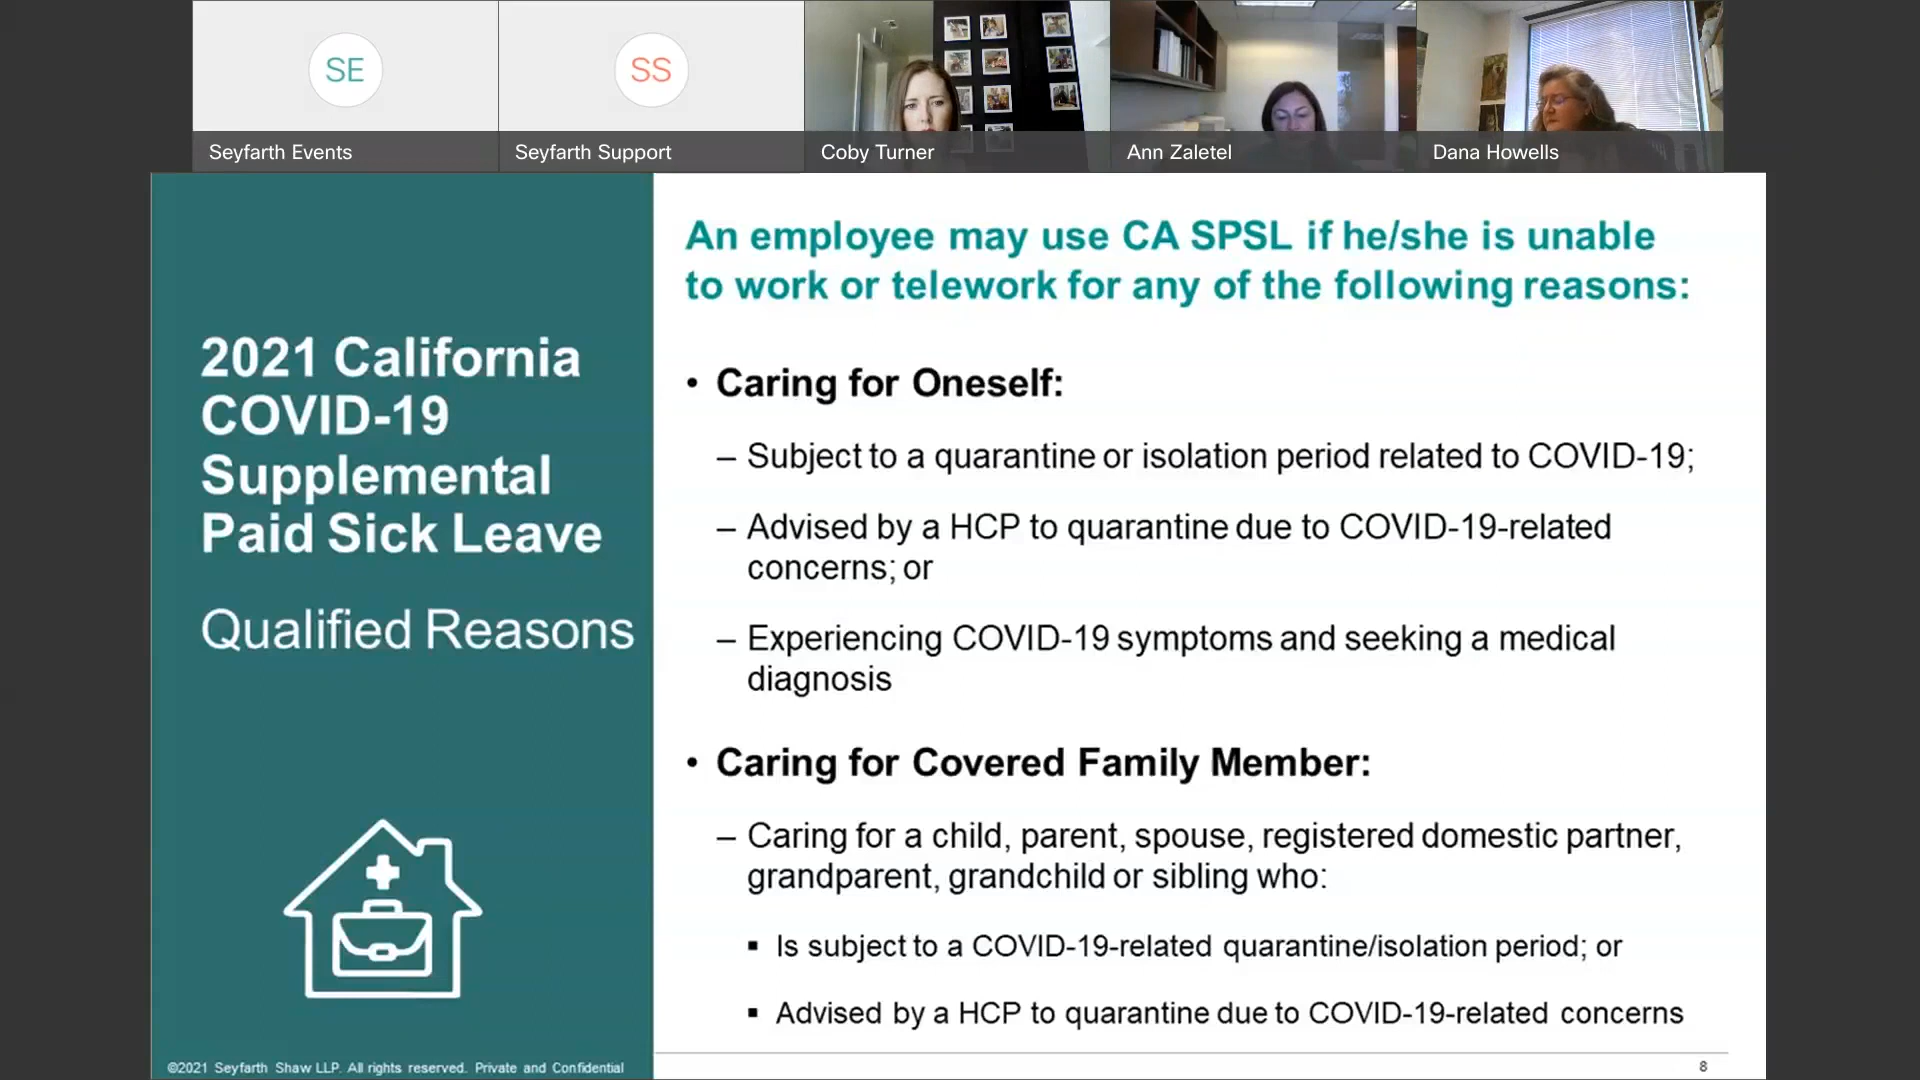 SE
SS
Seyfarth Events
Seyfarth Support
Coby Turner
Ann Zaletel
Dana Howells
2021 California
COVID-19
Supplemental
Paid Sick Leave
Qualified Reasons
©2021 Seyfarth Shaw LLP. All rights reserved. Private and Confidential
An employee may use CA SPSL if he/she is unable
to work or telework for any of the following reasons:
• Caring for Oneself:
– Subject to a quarantine or isolation period related to COVID-19;
– Advised by a HCP to quarantine due to COVID-19-related
concerns; or
– Experiencing COVID-19 symptoms and seeking a medical
diagnosis
• Caring for Covered Family Member:
– Caring for a child, parent, spouse, registered domestic partner,
grandparent, grandchild or sibling who:
▪ Is subject to a COVID-19-related quarantine/isolation period; or
▪ Advised by a HCP to quarantine due to COVID-19-related concerns
8